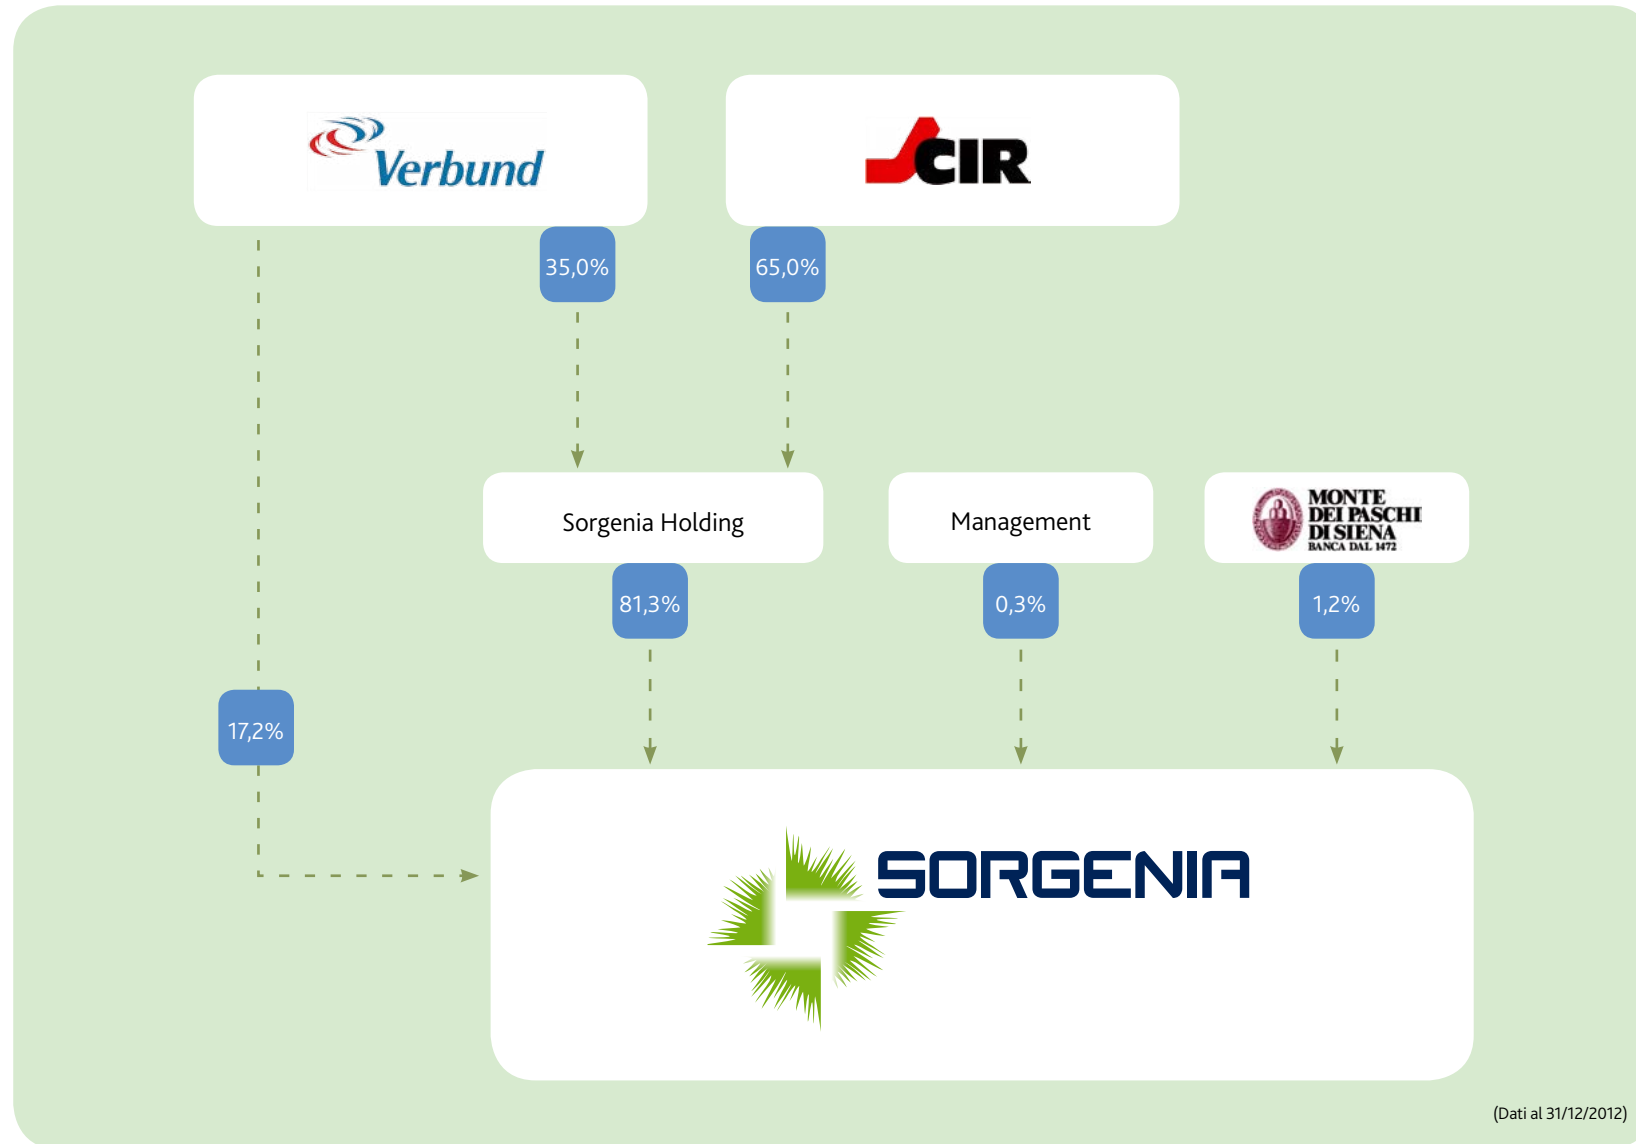 Verbund
CIR
35,0%
65,0%
Sorgenia Holding
Management
MONTE
DEI PASCHI
DI SIENA
BANCA DAL 1472
81,3%
0,3%
1,2%
17,2%
SORGENIA
(Dati al 31/12/2012)